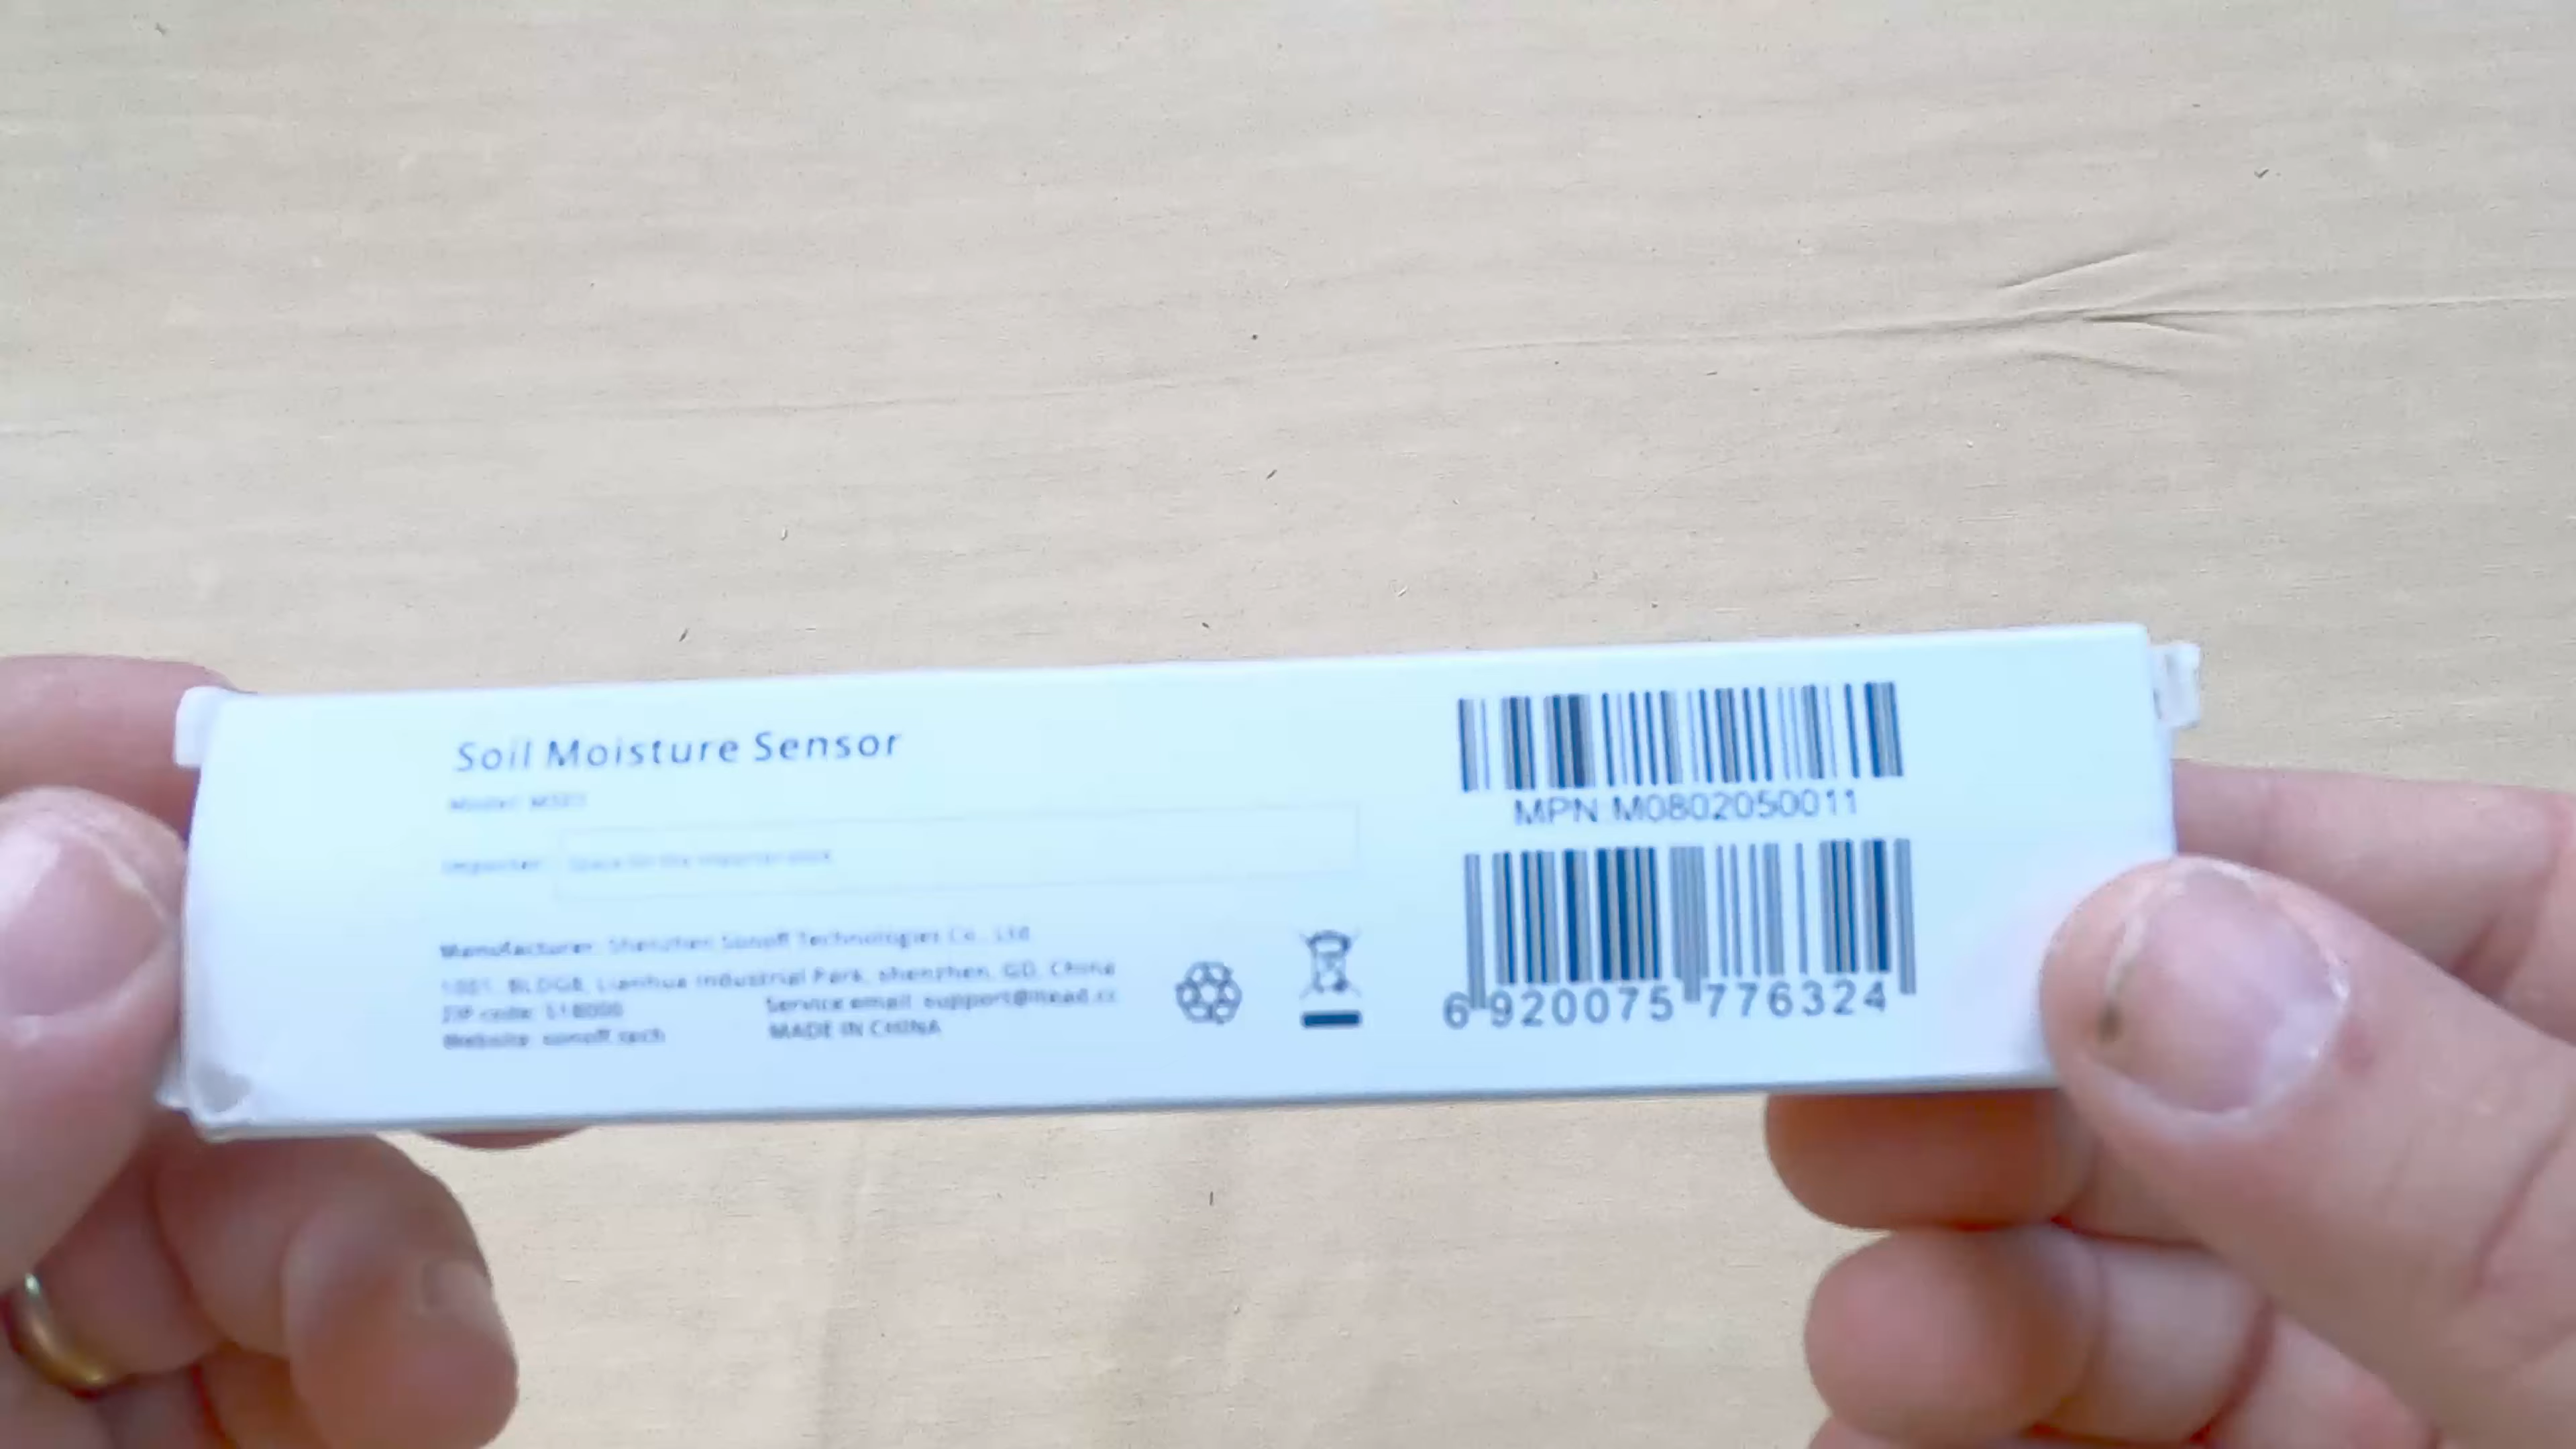 Soil Moisture Sensor
Model: MS01
Importer:
Manufacturer: Shenzhen Sonoff Technologies Co., Ltd
1001, BLDG8, Lianhua Industrial Park, shenzhen, GD, China
ZIP code: 518000
Service email: support@itead.cc
Website: sonoff.tech
MADE IN CHINA
MPN:M0802050011
6 920075 776324